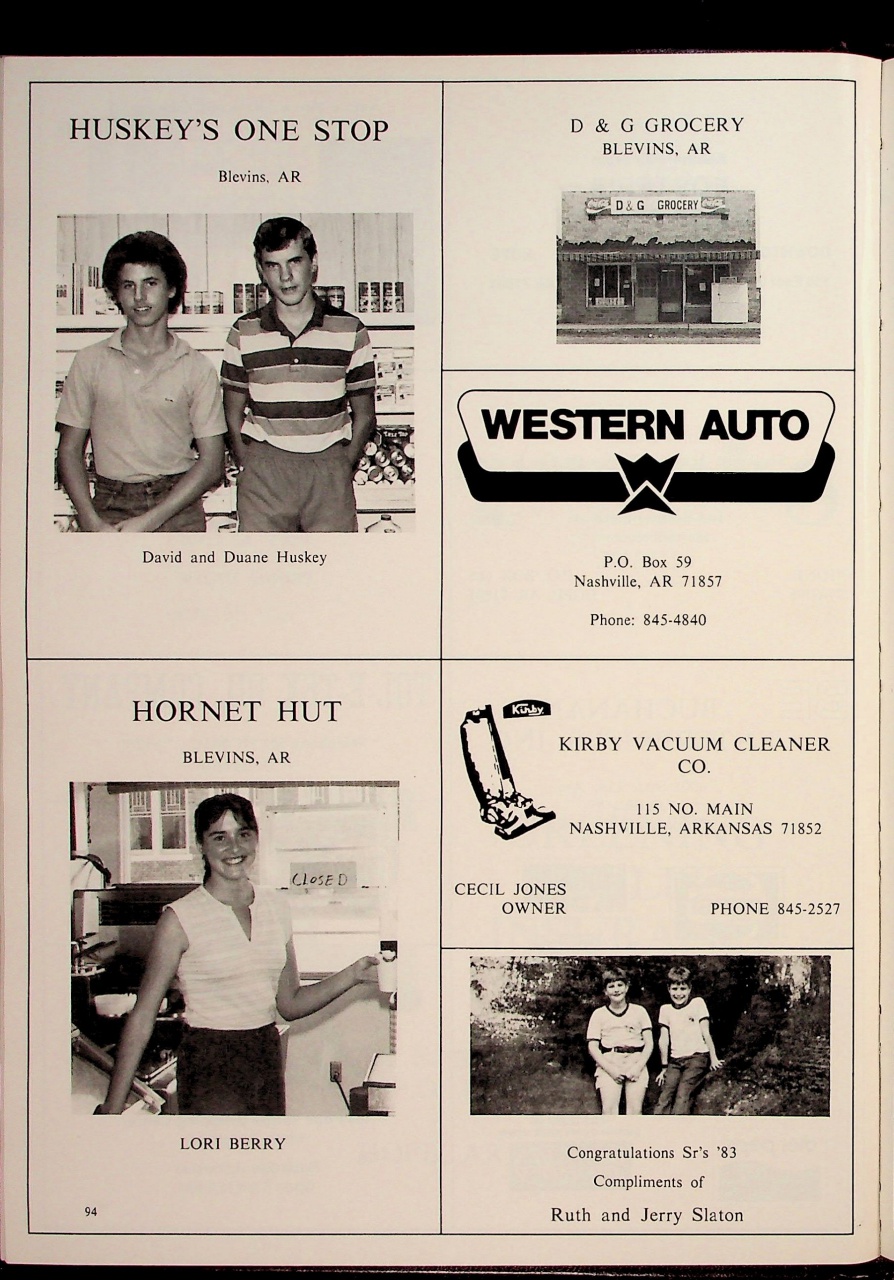 HUSKEY'S ONE STOP
Blevins, AR
David and Duane Huskey
D & G GROCERY
BLEVINS, AR
D & G GROCERY
WESTERN AUTO
P.O. Box 59
Nashville, AR 71857
Phone: 845-4840
HORNET HUT
BLEVINS, AR
CLOSED
LORI BERRY
Kirby
KIRBY VACUUM CLEANER
CO.
115 NO. MAIN
NASHVILLE, ARKANSAS 71852
CECIL JONES
OWNER
PHONE 845-2527
Congratulations Sr's '83
Compliments of
Ruth and Jerry Slaton
94